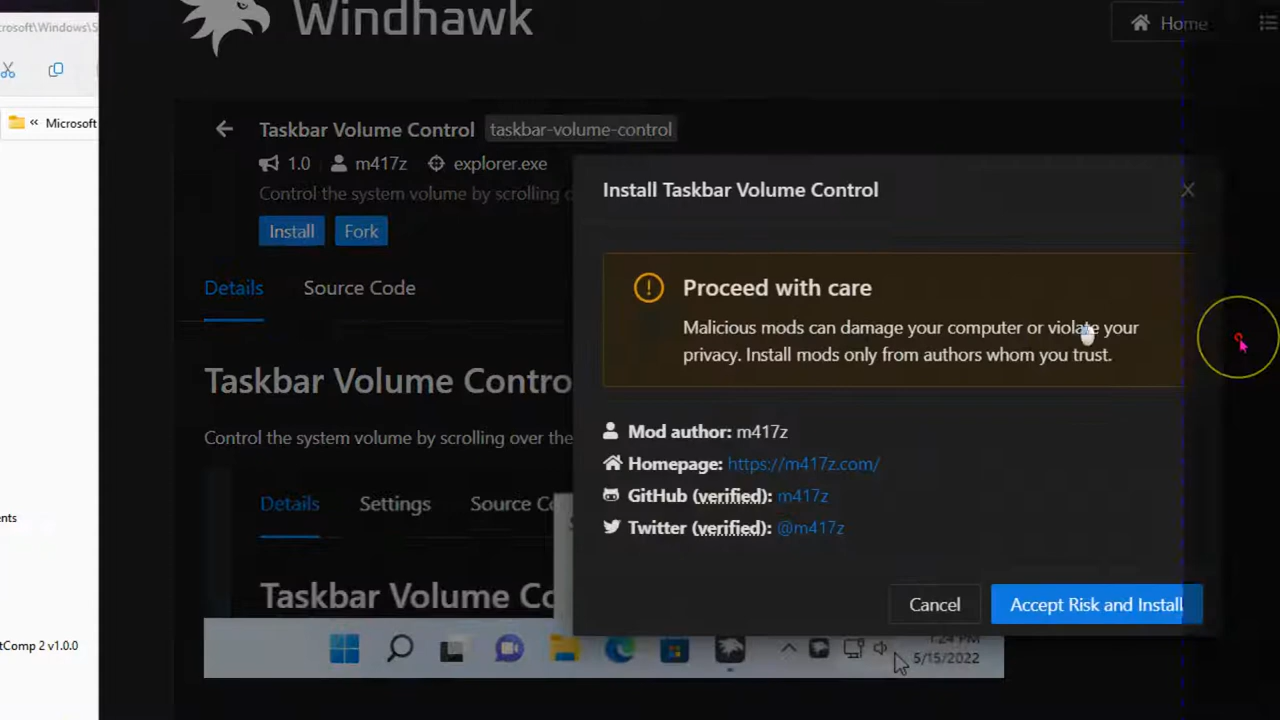 crosoft\Windows\S
Windhawk
Home
« Microsoft
Taskbar Volume Control taskbar-volume-control
1.0 m417z explorer.exe
Control the system volume by scrolling o
Install Fork
Details Source Code
Taskbar Volume Contro
Control the system volume by scrolling over the
Details Settings Source Co
Taskbar Volume Co
1:24 PM
5/15/2022
Install Taskbar Volume Control
Proceed with care
Malicious mods can damage your computer or violate your
privacy. Install mods only from authors whom you trust.
Mod author: m417z
Homepage: https://m417z.com/
GitHub (verified): m417z
Twitter (verified): @m417z
Cancel Accept Risk and Install
ents
tComp 2 v1.0.0